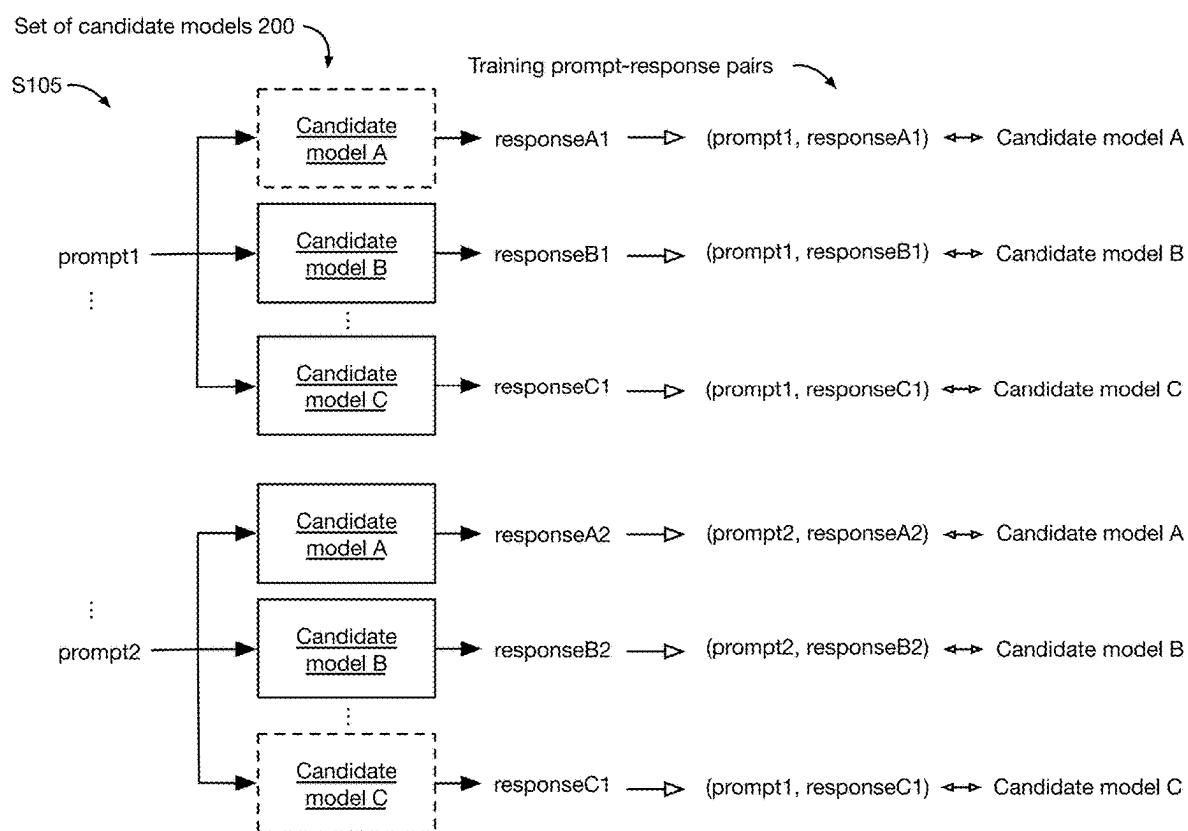 Set of candidate models 200
S105
Training prompt-response pairs
Candidate
model A
responseA1
(prompt1, responseA1)
Candidate model A
prompt1
Candidate
model B
responseB1
(prompt1, responseB1)
Candidate model B
Candidate
model C
responseC1
(prompt1, responseC1)
Candidate model C
Candidate
model A
responseA2
(prompt2, responseA2)
Candidate model A
prompt2
Candidate
model B
responseB2
(prompt2, responseB2)
Candidate model B
Candidate
model C
responseC1
(prompt1, responseC1)
Candidate model C